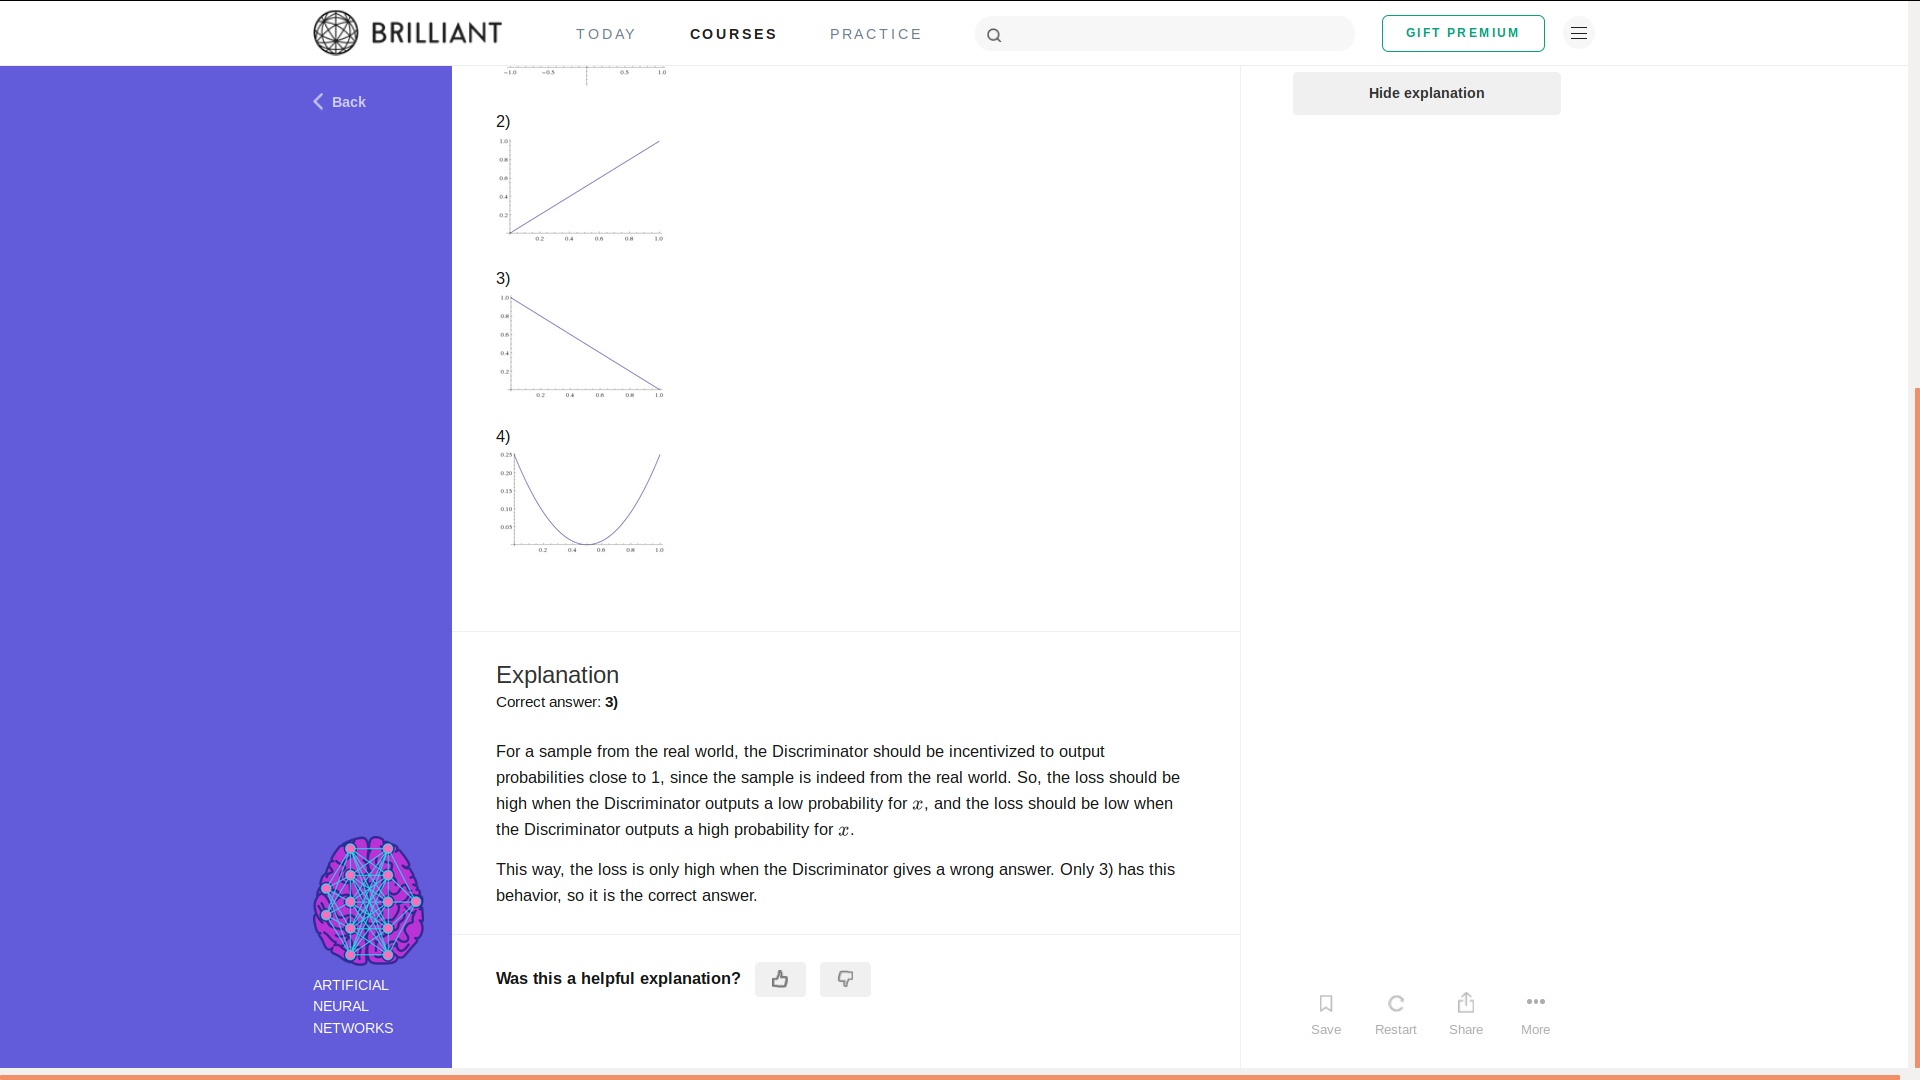 BRILLIANT
TODAY
COURSES
PRACTICE
GIFT PREMIUM
Back
−1.0 −0.5 0.5 1.0
2)
1.0
0.8
0.6
0.4
0.2
0.2 0.4 0.6 0.8 1.0
3)
1.0
0.8
0.6
0.4
0.2
0.2 0.4 0.6 0.8 1.0
4)
0.25
0.20
0.15
0.10
0.05
0.2 0.4 0.6 0.8 1.0
Explanation
Correct answer: 3)
For a sample from the real world, the Discriminator should be incentivized to output
probabilities close to 1, since the sample is indeed from the real world. So, the loss should be
high when the Discriminator outputs a low probability for x, and the loss should be low when
the Discriminator outputs a high probability for x.
This way, the loss is only high when the Discriminator gives a wrong answer. Only 3) has this
behavior, so it is the correct answer.
Was this a helpful explanation?
ARTIFICIAL
NEURAL
NETWORKS
Hide explanation
Save
Restart
Share
More